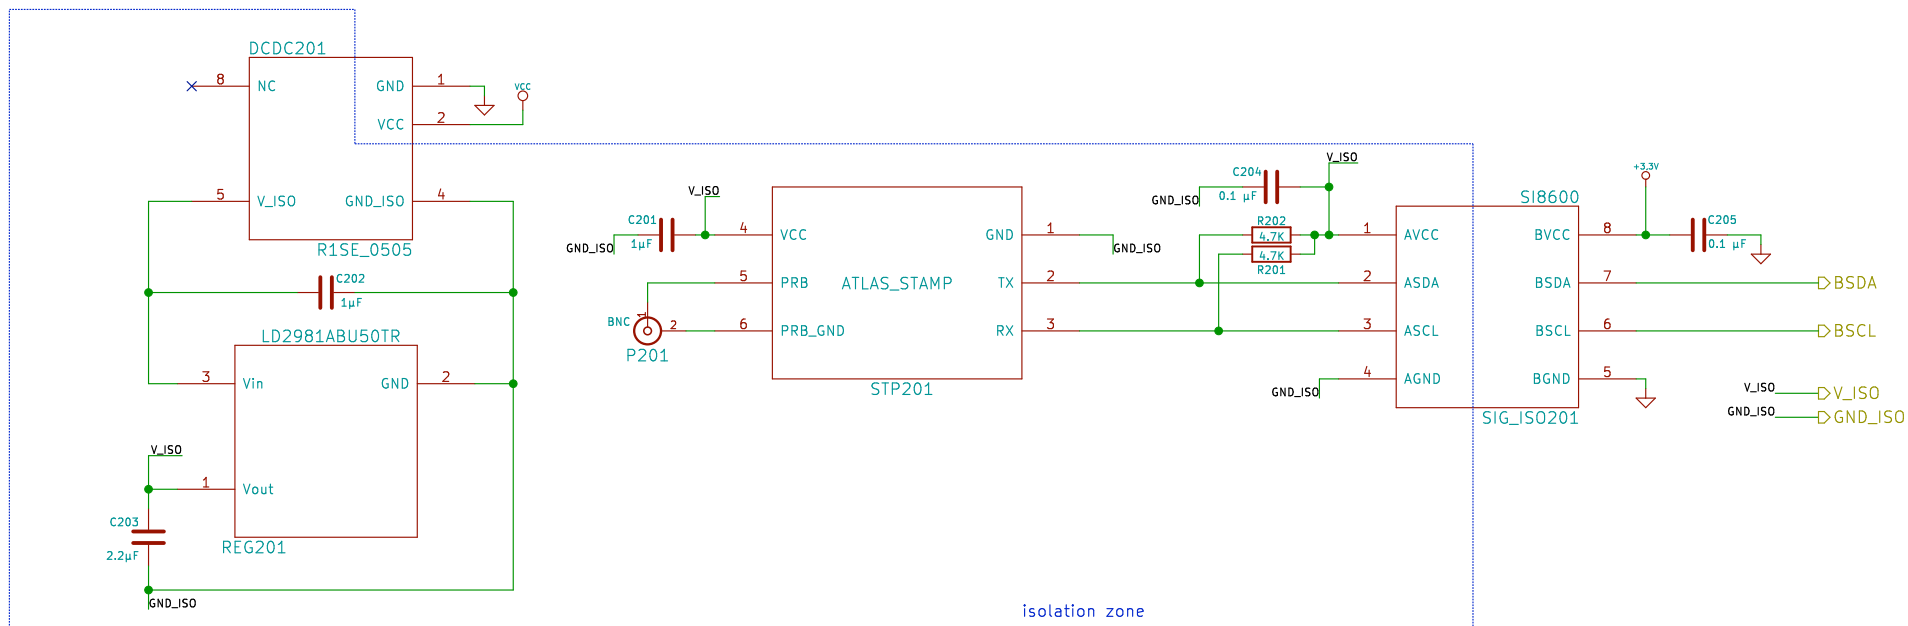 DCDC201
8 NC
GND 1
VCC 2
VCC
5 V_ISO
GND_ISO 4
R1SE_0505
C202
1µF
LD2981ABU50TR
3 Vin
GND 2
V_ISO
1 Vout
C203
2.2µF
REG201
GND_ISO
V_ISO
C201
1µF
GND_ISO
BNC
1
2
P201
4 VCC
5 PRB
6 PRB_GND
ATLAS_STAMP
GND 1
TX 2
RX 3
STP201
GND_ISO
V_ISO
C204
0.1 µF
GND_ISO
R202
4.7K
4.7K
R201
GND_ISO
SI8600
1 AVCC
2 ASDA
3 ASCL
4 AGND
BVCC 8
BSDA 7
BSCL 6
BGND 5
SIG_ISO201
+3.3V
C205
0.1 µF
BSDA
BSCL
V_ISO V_ISO
GND_ISO GND_ISO
isolation zone